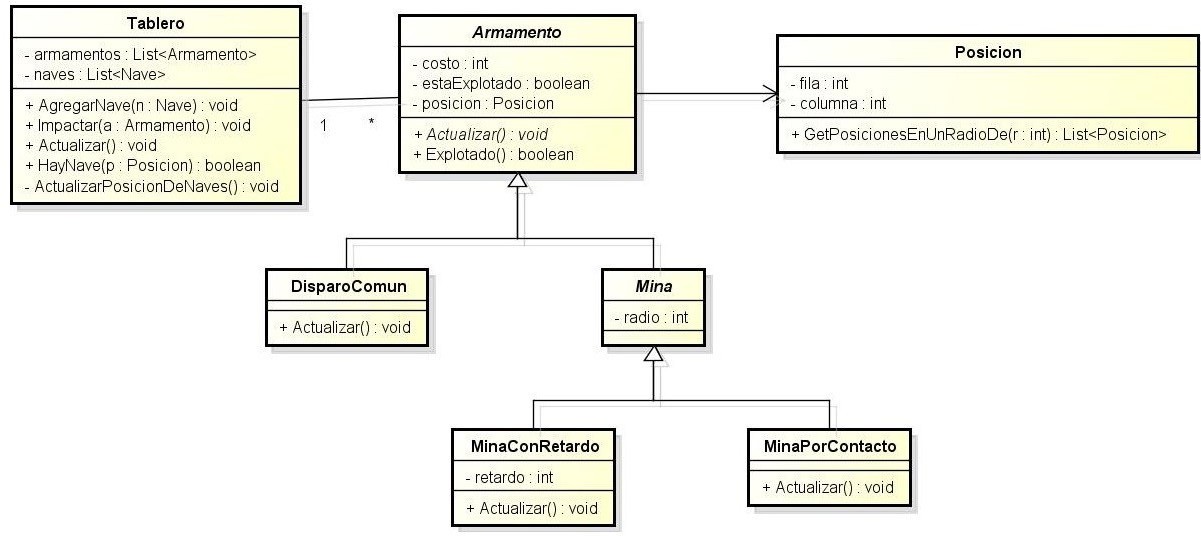 Tablero
- armamentos : List<Armamento>
- naves : List<Nave>
+ AgregarNave(n : Nave) : void
+ Impactar(a : Armamento) : void
+ Actualizar() : void
+ HayNave(p : Posicion) : boolean
- ActualizarPosicionDeNaves() : void
1
*
Armamento
- costo : int
- estaExplotado : boolean
- posicion : Posicion
+ Actualizar() : void
+ Explotado() : boolean
Posicion
- fila : int
- columna : int
+ GetPosicionesEnUnRadioDe(r : int) : List<Posicion>
DisparoComun
+ Actualizar() : void
Mina
- radio : int
MinaConRetardo
- retardo : int
+ Actualizar() : void
MinaPorContacto
+ Actualizar() : void